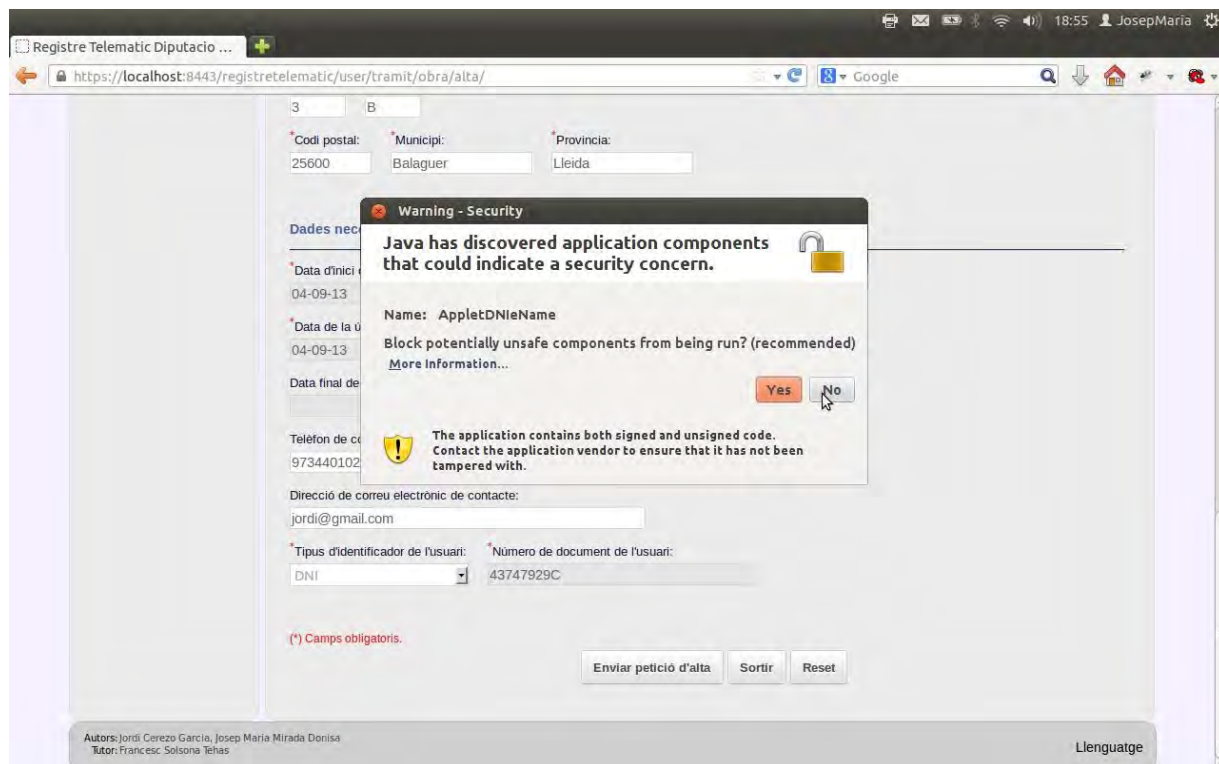 18:55 JosepMaria
Registre Telematic Diputacio ...
https://localhost:8443/registretelematic/user/tramit/obra/alta/
Google
3 B
*Codi postal: *Municipi: *Provincia:
25600 Balaguer Lleida
Warning - Security
Dades nec
Java has discovered application components
that could indicate a security concern.
*Data d'inici
04-09-13
Name: AppletDNIeName
*Data de la ú
04-09-13
Block potentially unsafe components from being run? (recommended)
More Information...
Data final de
Yes No
Telèfon de co
973440102
The application contains both signed and unsigned code.
Contact the application vendor to ensure that it has not been
tampered with.
Direcció de correu electrònic de contacte:
jordi@gmail.com
*Tipus d'identificador de l'usuari: *Número de document de l'usuari:
DNI 43747929C
(*) Camps obligatoris.
Enviar petició d'alta Sortir Reset
Autors: Jordi Cerezo Garcia, Josep Maria Mirada Donisa
Tutor: Francesc Solsona Tehas
Llenguatge